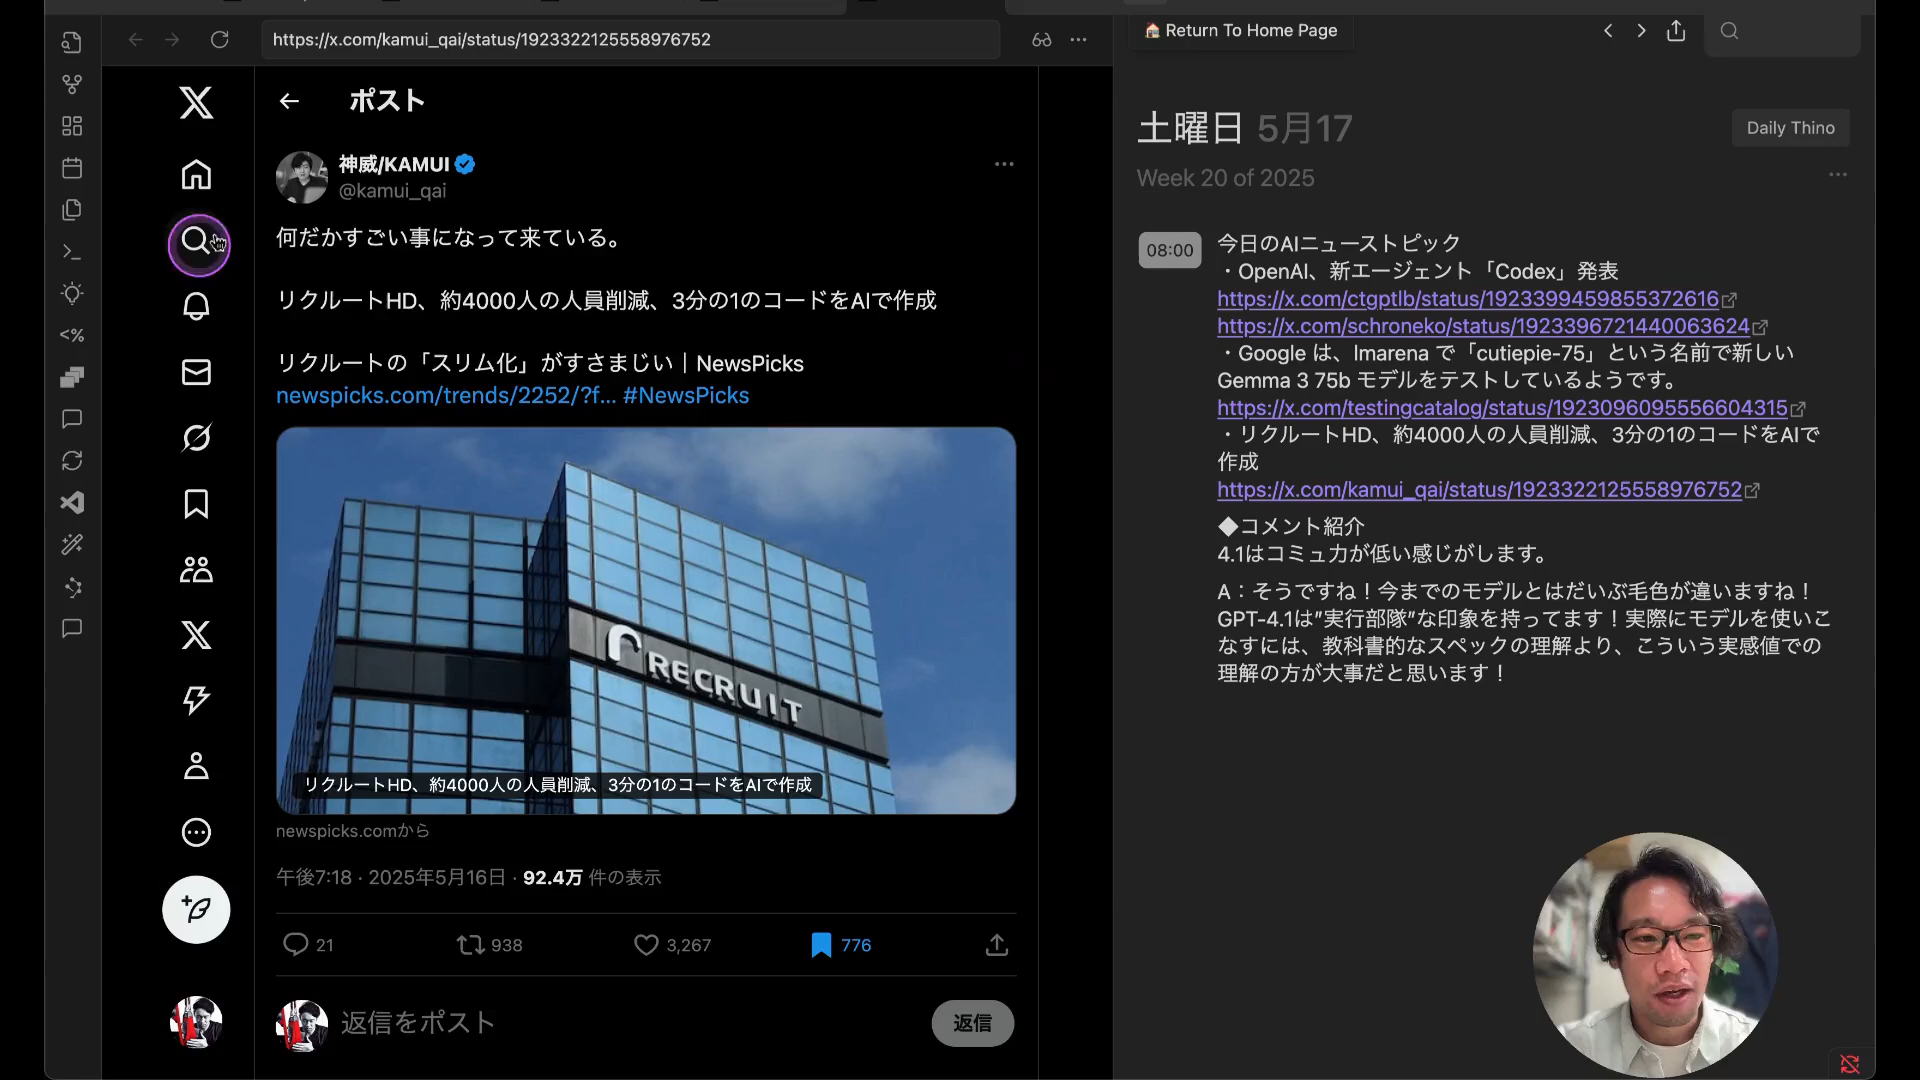 https://x.com/kamui_qai/status/1923322125558976752
Return To Home Page
ポスト
神威/KAMUI
@kamui_qai
何だかすごい事になって来ている。
リクルートHD、約4000人の人員削減、3分の1のコードをAIで作成
リクルートの「スリム化」がすさまじい | NewsPicks
newspicks.com/trends/2252/?f... #NewsPicks
RECRUIT
リクルートHD、約4000人の人員削減、3分の1のコードをAIで作成
newspicks.comから
午後7:18 · 2025年5月16日 · 92.4万 件の表示
21
938
3,267
776
返信をポスト
返信
土曜日 5月17
Daily Thino
Week 20 of 2025
08:00
今日のAIニューストピック
・OpenAI、新エージェント「Codex」発表
https://x.com/ctgptlb/status/1923399459855372616
https://x.com/schroneko/status/1923396721440063624
・Google は、lmarena で「cutiepie-75」という名前で新しい
Gemma 3 75b モデルをテストしているようです。
https://x.com/testingcatalog/status/1923096095556604315
・リクルートHD、約4000人の人員削減、3分の1のコードをAIで
作成
https://x.com/kamui_qai/status/1923322125558976752
◆コメント紹介
4.1はコミュ力が低い感じがします。
A：そうですね！今までのモデルとはだいぶ毛色が違いますね！
GPT-4.1は”実行部隊”な印象を持ってます！実際にモデルを使いこ
なすには、教科書的なスペックの理解より、こういう実感値での
理解の方が大事だと思います！